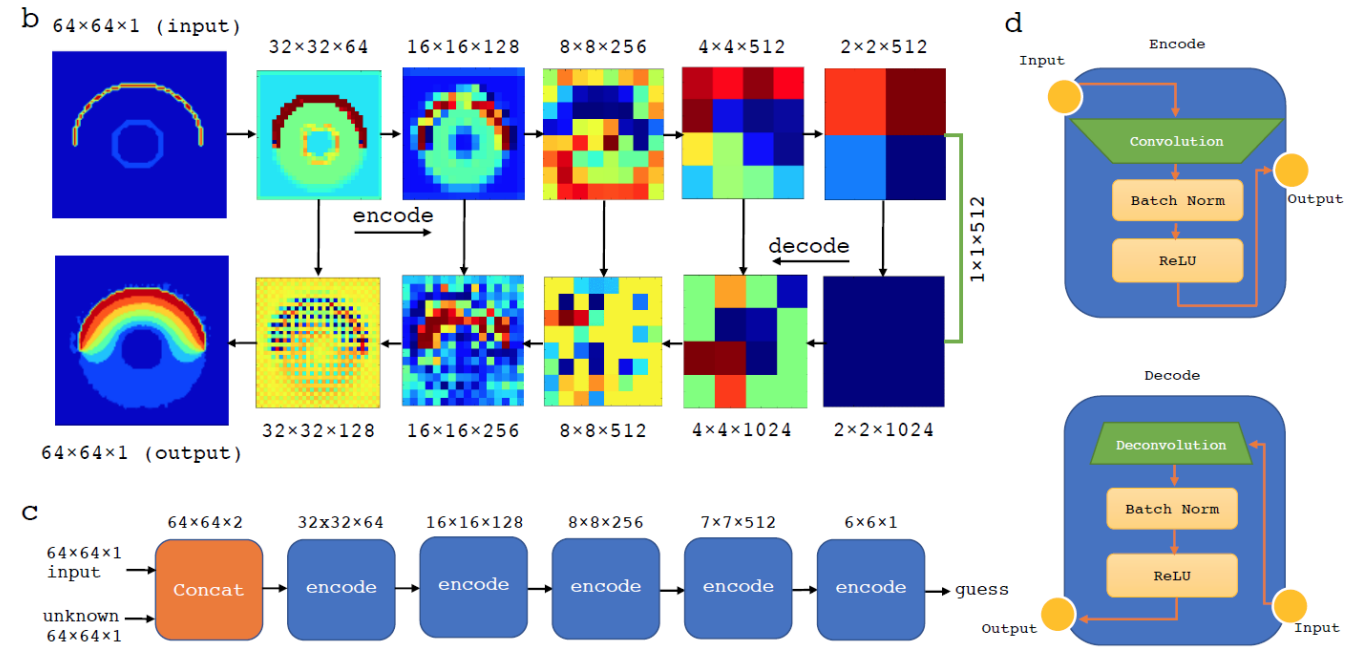 b
64×64×1 (input)
32×32×64
16×16×128
8×8×256
4×4×512
2×2×512
encode
decode
1×1×512
64×64×1 (output)
32×32×128
16×16×256
8×8×512
4×4×1024
2×2×1024
c
64×64×2
32x32×64
16×16×128
8×8×256
7×7×512
6×6×1
64×64×1
input
unknown
64×64×1
Concat
encode
encode
encode
encode
encode
guess
d
Encode
Input
Convolution
Batch Norm
ReLU
Output
Decode
Deconvolution
Batch Norm
ReLU
Output
Input